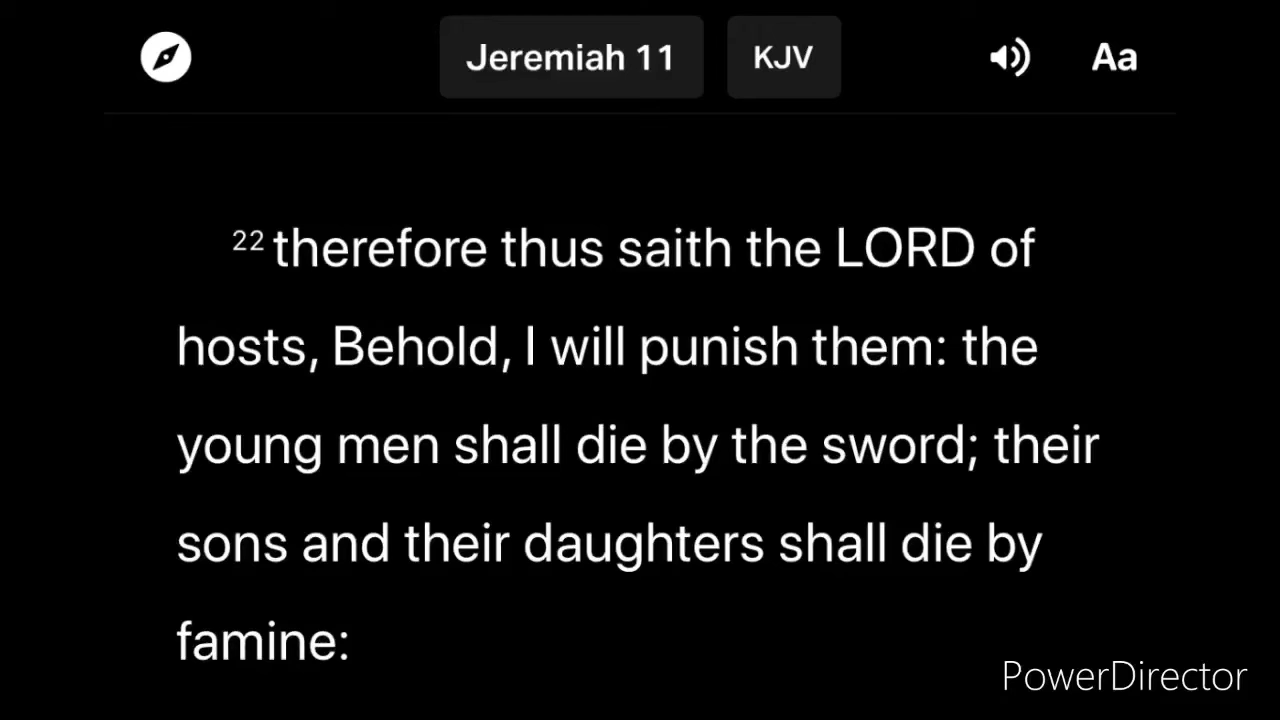 Jeremiah 11 KJV Aa
22 therefore thus saith the LORD of
hosts, Behold, I will punish them: the
young men shall die by the sword; their
sons and their daughters shall die by
famine:
PowerDirector